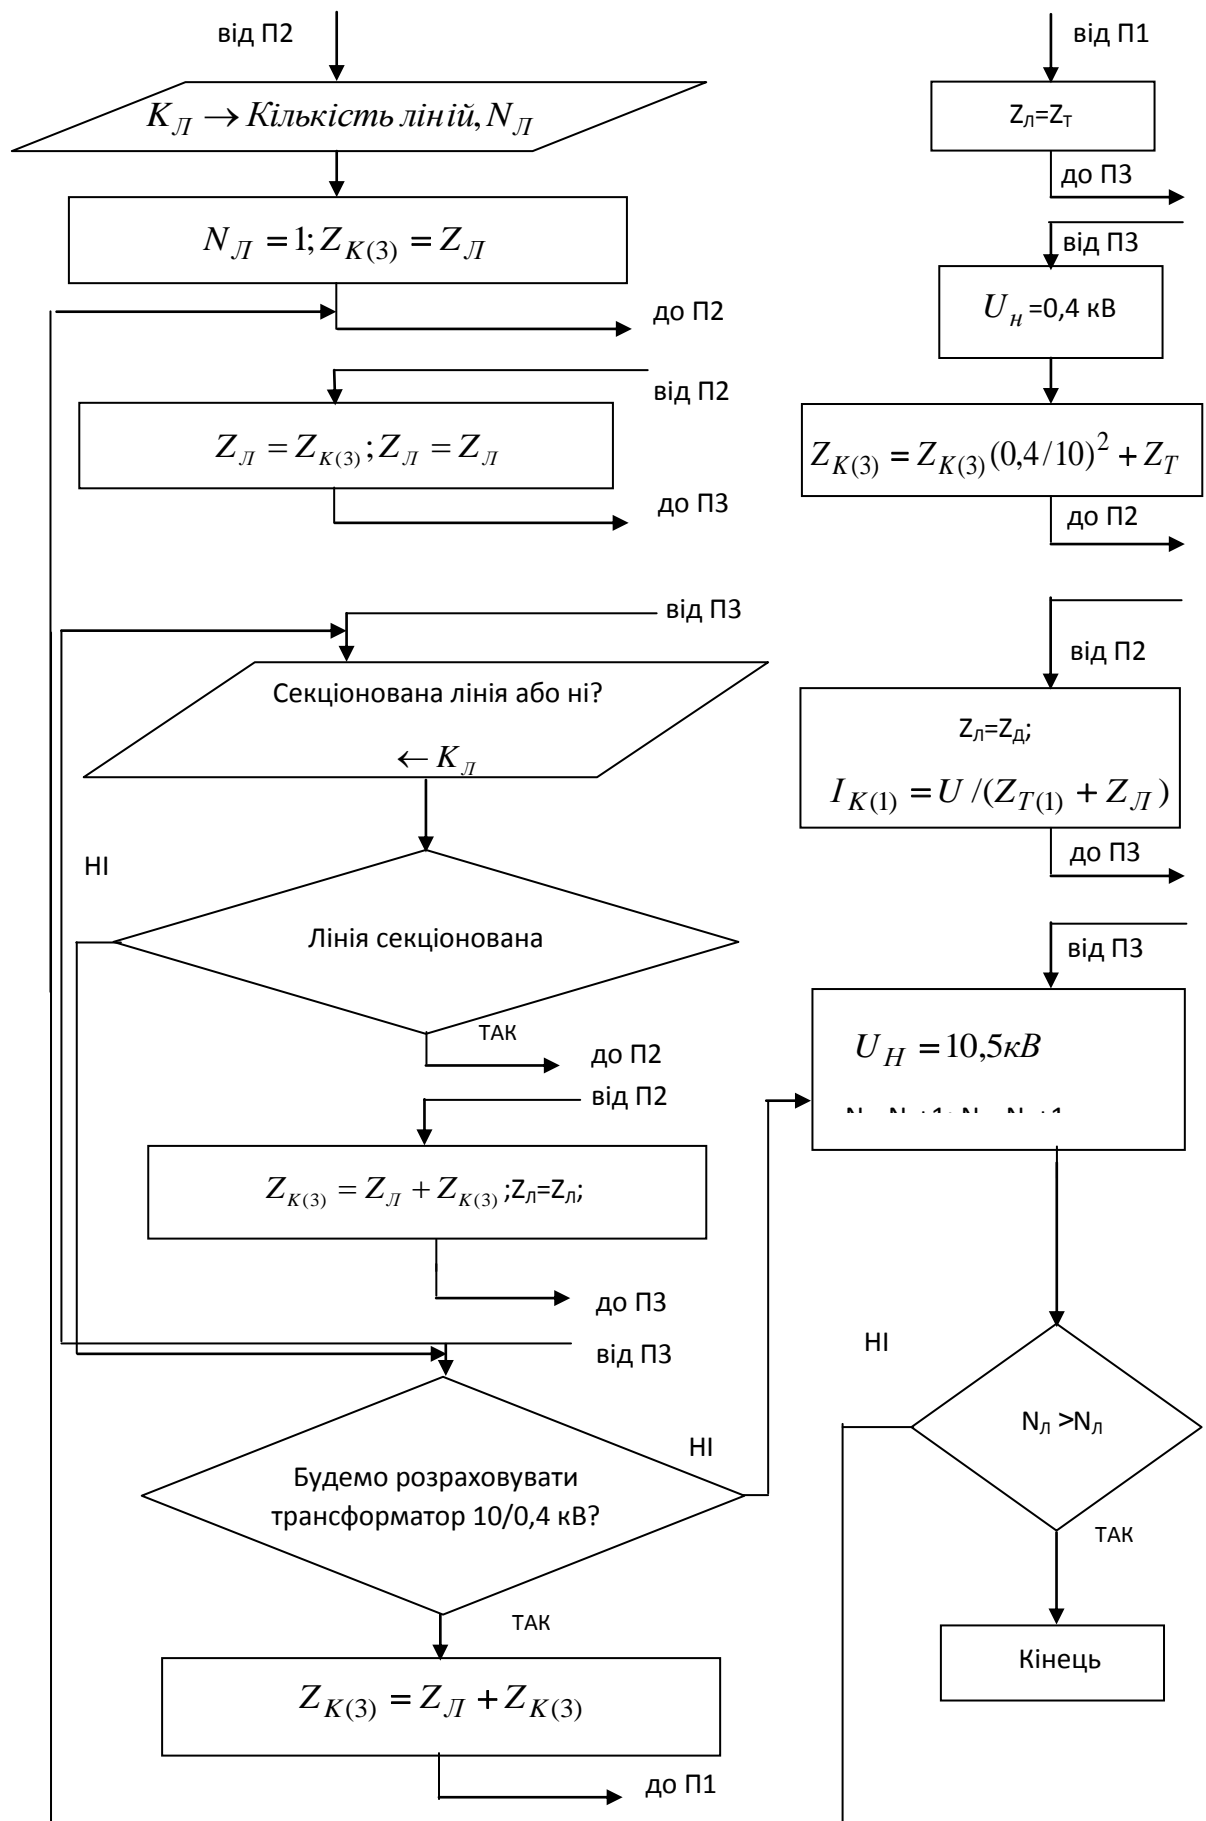 від П2
K_Л → Кількість ліній, N_Л
N_Л = 1; Z_K(3) = Z_Л
до П2
від П2
Z_Л = Z_K(3); Z_Л = Z_Л
до П3
від П3
Секціонована лінія або ні?
← K_Л
НІ
Лінія секціонована
ТАК
до П2
від П2
Z_K(3) = Z_Л + Z_K(3) ;Z_Л=Z_Л;
до П3
від П3
НІ
Будемо розраховувати
трансформатор 10/0,4 кВ?
ТАК
Z_K(3) = Z_Л + Z_K(3)
до П1
від П1
Z_Л=Z_Т
до П3
від П3
U_н =0,4 кВ
Z_K(3) = Z_K(3) (0,4/10)² + Z_T
до П2
від П2
Z_Л=Z_Д;
I_K(1) = U /(Z_T(1) + Z_Л)
до П3
від П3
U_H = 10,5кВ
НІ
N_Л >N_Л
ТАК
Кінець